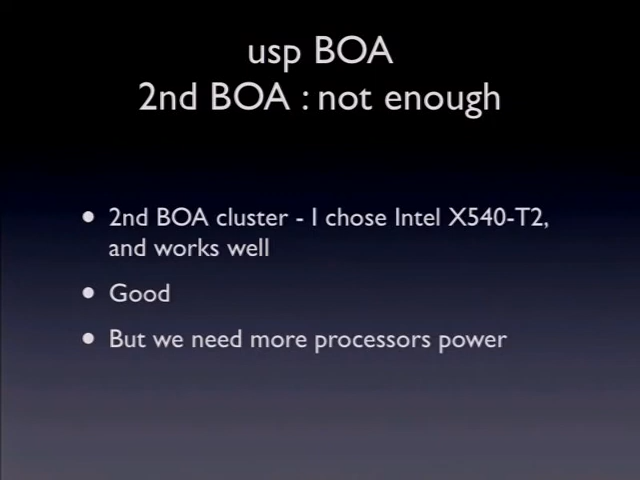 usp BOA
2nd BOA : not enough
• 2nd BOA cluster - I chose Intel X540-T2,
and works well
• Good
• But we need more processors power